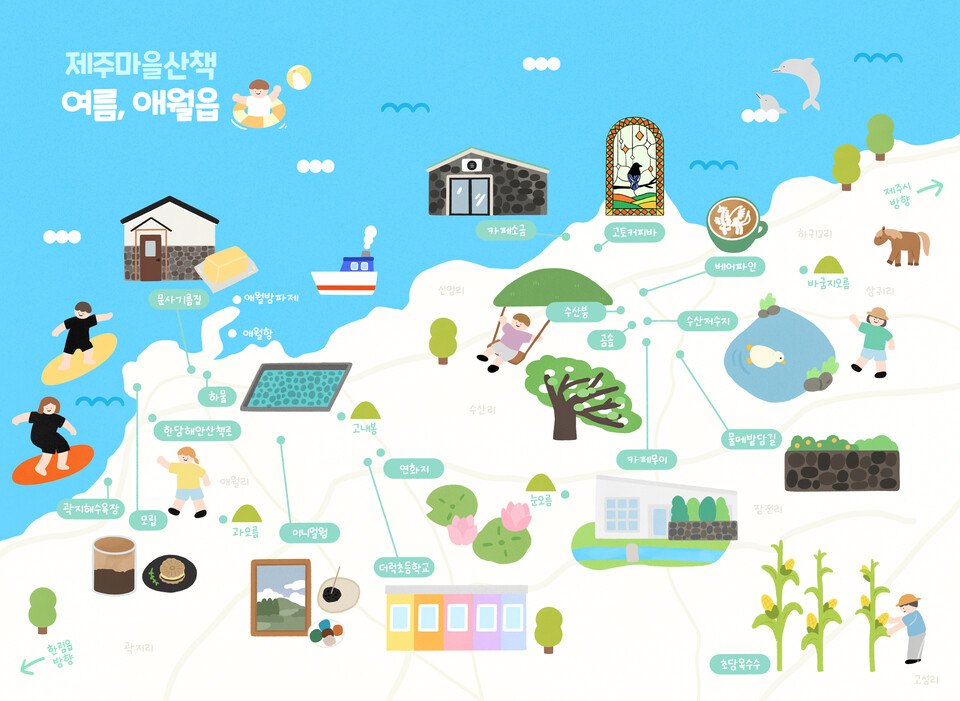 제주마을산책
여름, 애월읍
제주시
방향
카페소금
고토커피바
하귀2리
베어파인
바굼지오름
상귀리
신엄리
문사기름집
애월방파제
애월항
수산봉
수산저수지
곰솔
하물
수산리
고내봉
한담해안산책로
물메밭담길
카페무이
연화지
애월리
눈오름
장전리
곽지해수욕장
모립
과오름
미니멀웜
더럭초등학교
한림읍
방향
곽지리
초당옥수수
고성리